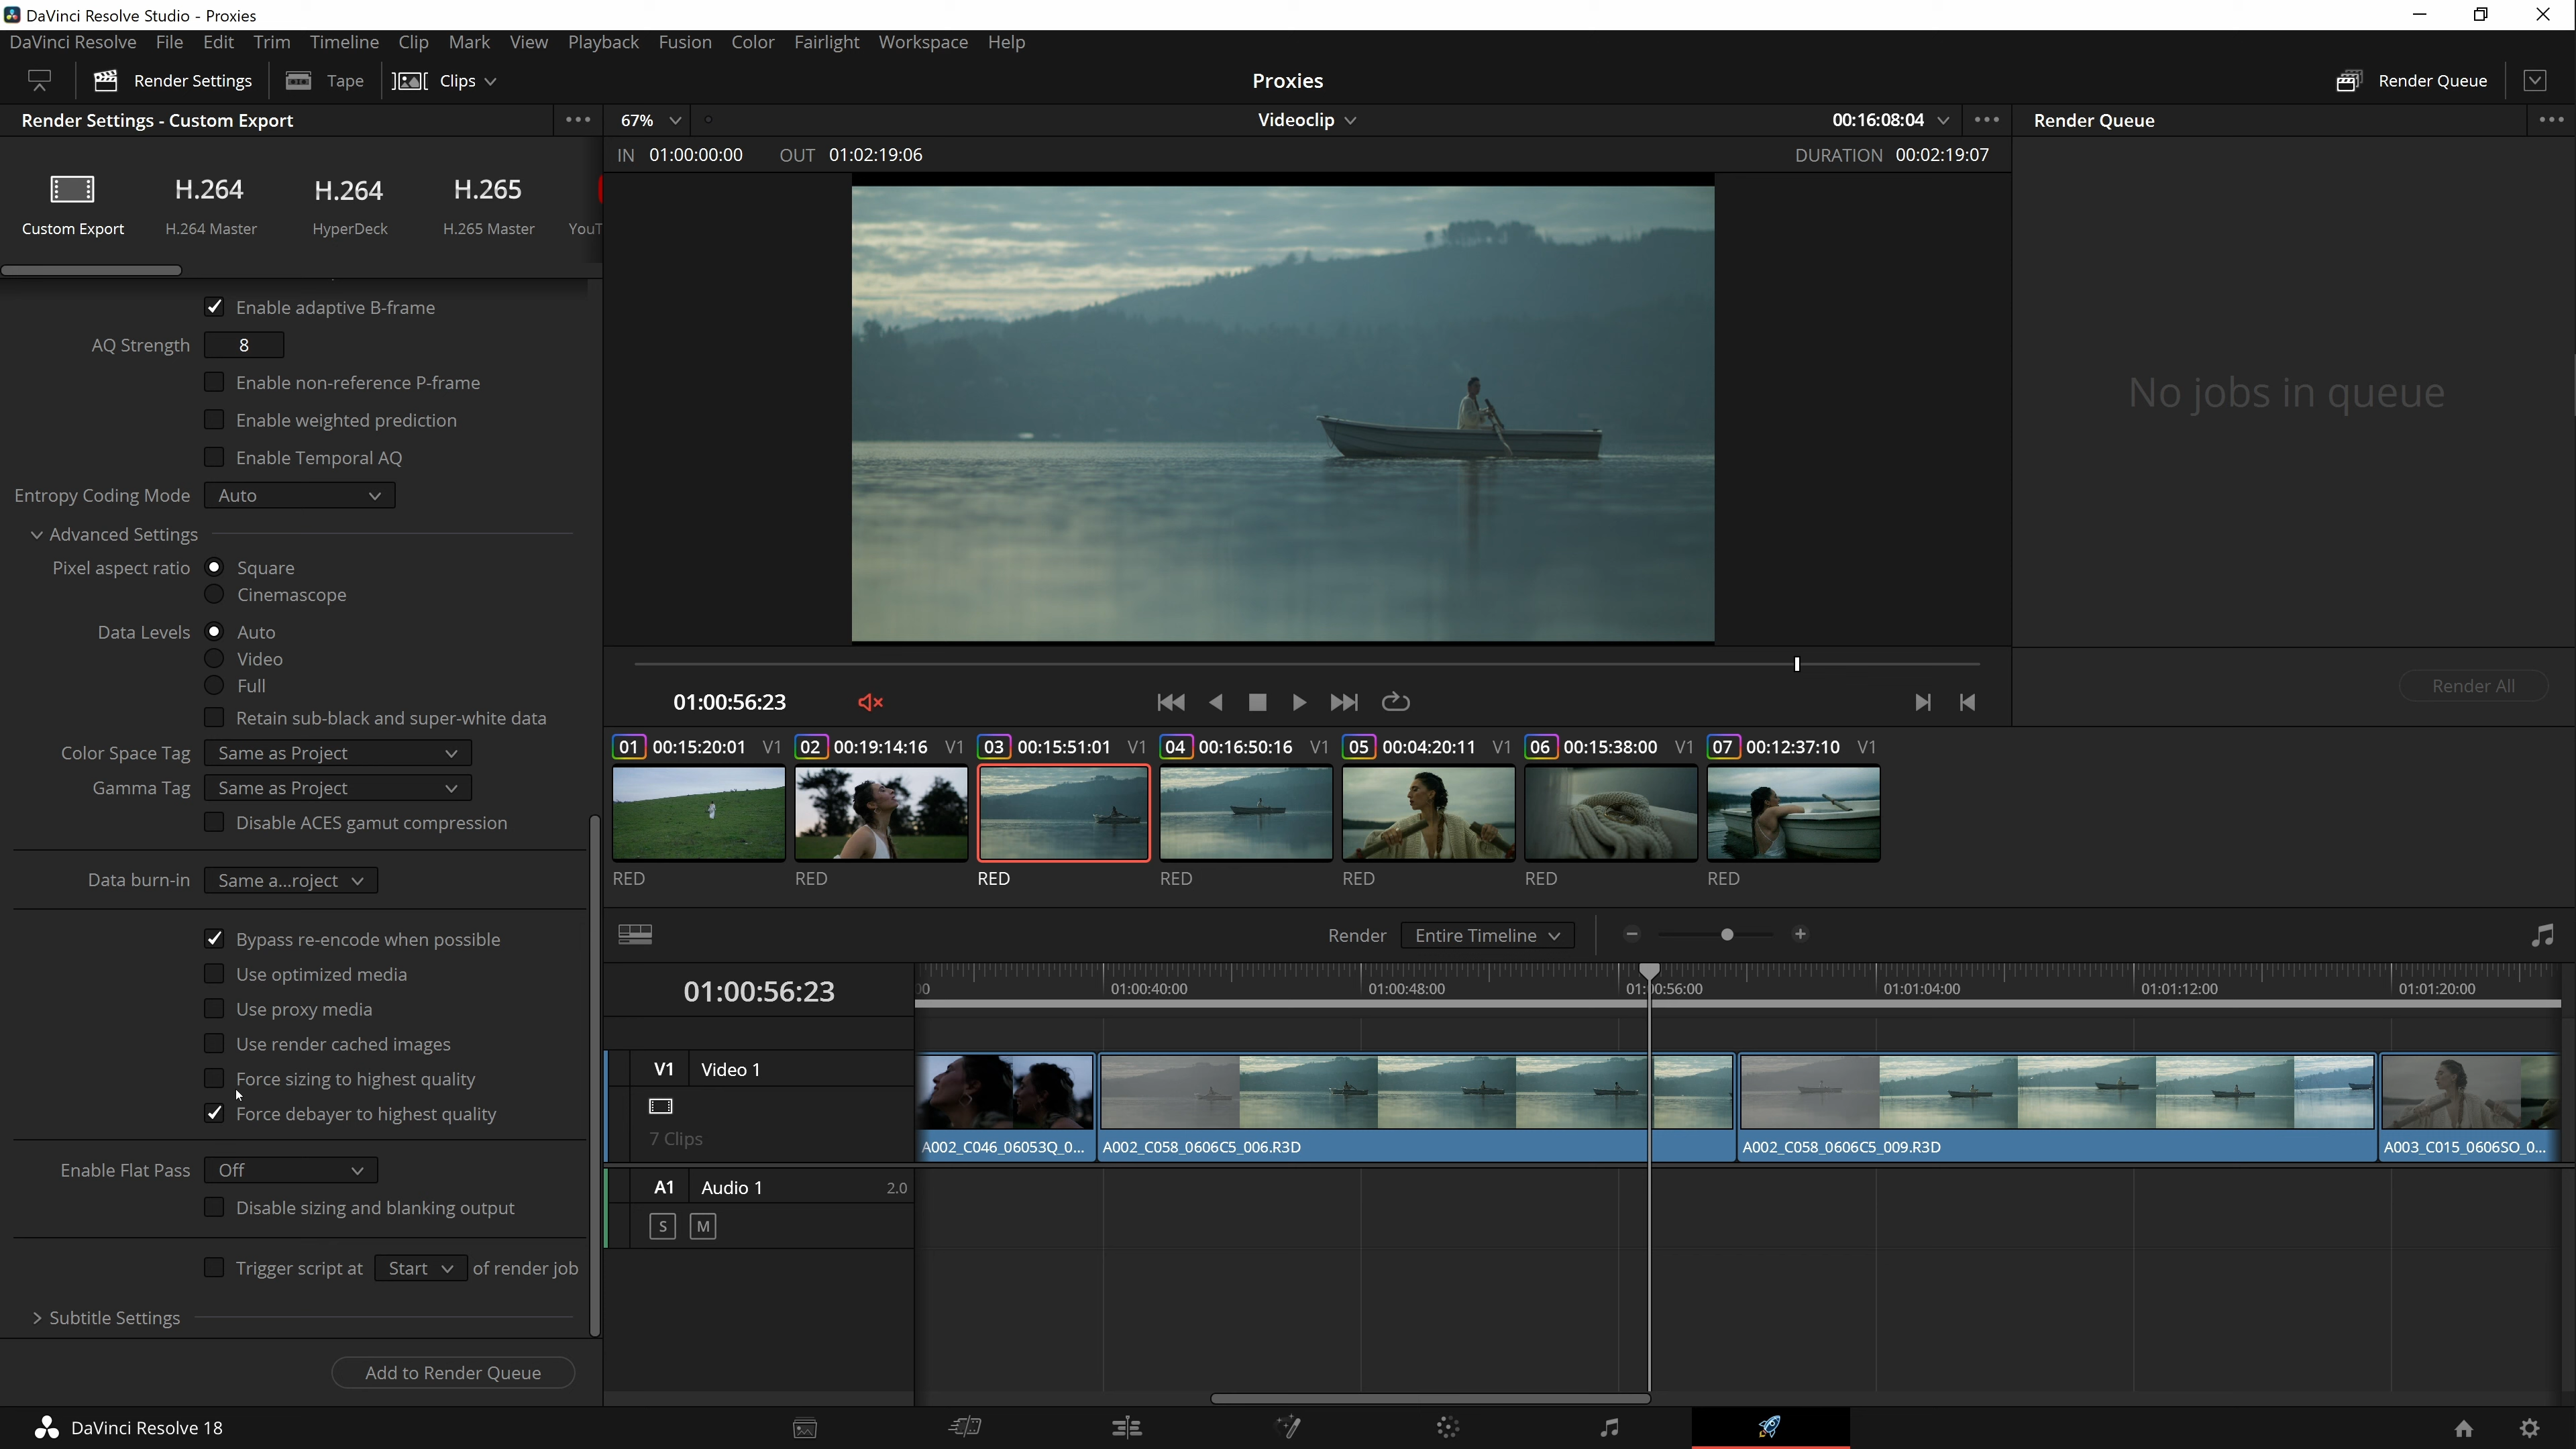 DaVinci Resolve Studio - Proxies
DaVinci Resolve File Edit Trim Timeline Clip Mark View Playback Fusion Color Fairlight Workspace Help
Render Settings Tape Clips Proxies Render Queue
Render Settings - Custom Export 67% Videoclip 00:16:08:04 Render Queue
IN 01:00:00:00 OUT 01:02:19:06 DURATION 00:02:19:07
H.264 H.264 H.265
Custom Export H.264 Master HyperDeck H.265 Master YouT
Enable adaptive B-frame
AQ Strength 8
Enable non-reference P-frame
Enable weighted prediction
Enable Temporal AQ
Entropy Coding Mode Auto
Advanced Settings
Pixel aspect ratio Square
Cinemascope
Data Levels Auto
Video
Full
Retain sub-black and super-white data
Color Space Tag Same as Project
Gamma Tag Same as Project
Disable ACES gamut compression
Data burn-in Same a...roject
Bypass re-encode when possible
Use optimized media
Use proxy media
Use render cached images
Force sizing to highest quality
Force debayer to highest quality
Enable Flat Pass Off
Disable sizing and blanking output
Trigger script at Start of render job
Subtitle Settings
Add to Render Queue
No jobs in queue
Render All
01:00:56:23
01 00:15:20:01 V1 02 00:19:14:16 V1 03 00:15:51:01 V1 04 00:16:50:16 V1 05 00:04:20:11 V1 06 00:15:38:00 V1 07 00:12:37:10 V1
RED RED RED RED RED RED RED
Render Entire Timeline
01:00:56:23 00 01:00:40:00 01:00:48:00 01:00:56:00 01:01:04:00 01:01:12:00 01:01:20:00
V1 Video 1
7 Clips
A002_C046_06053Q_0... A002_C058_0606C5_006.R3D A002_C058_0606C5_009.R3D A003_C015_0606SO_0...
A1 Audio 1 2.0
S M
DaVinci Resolve 18